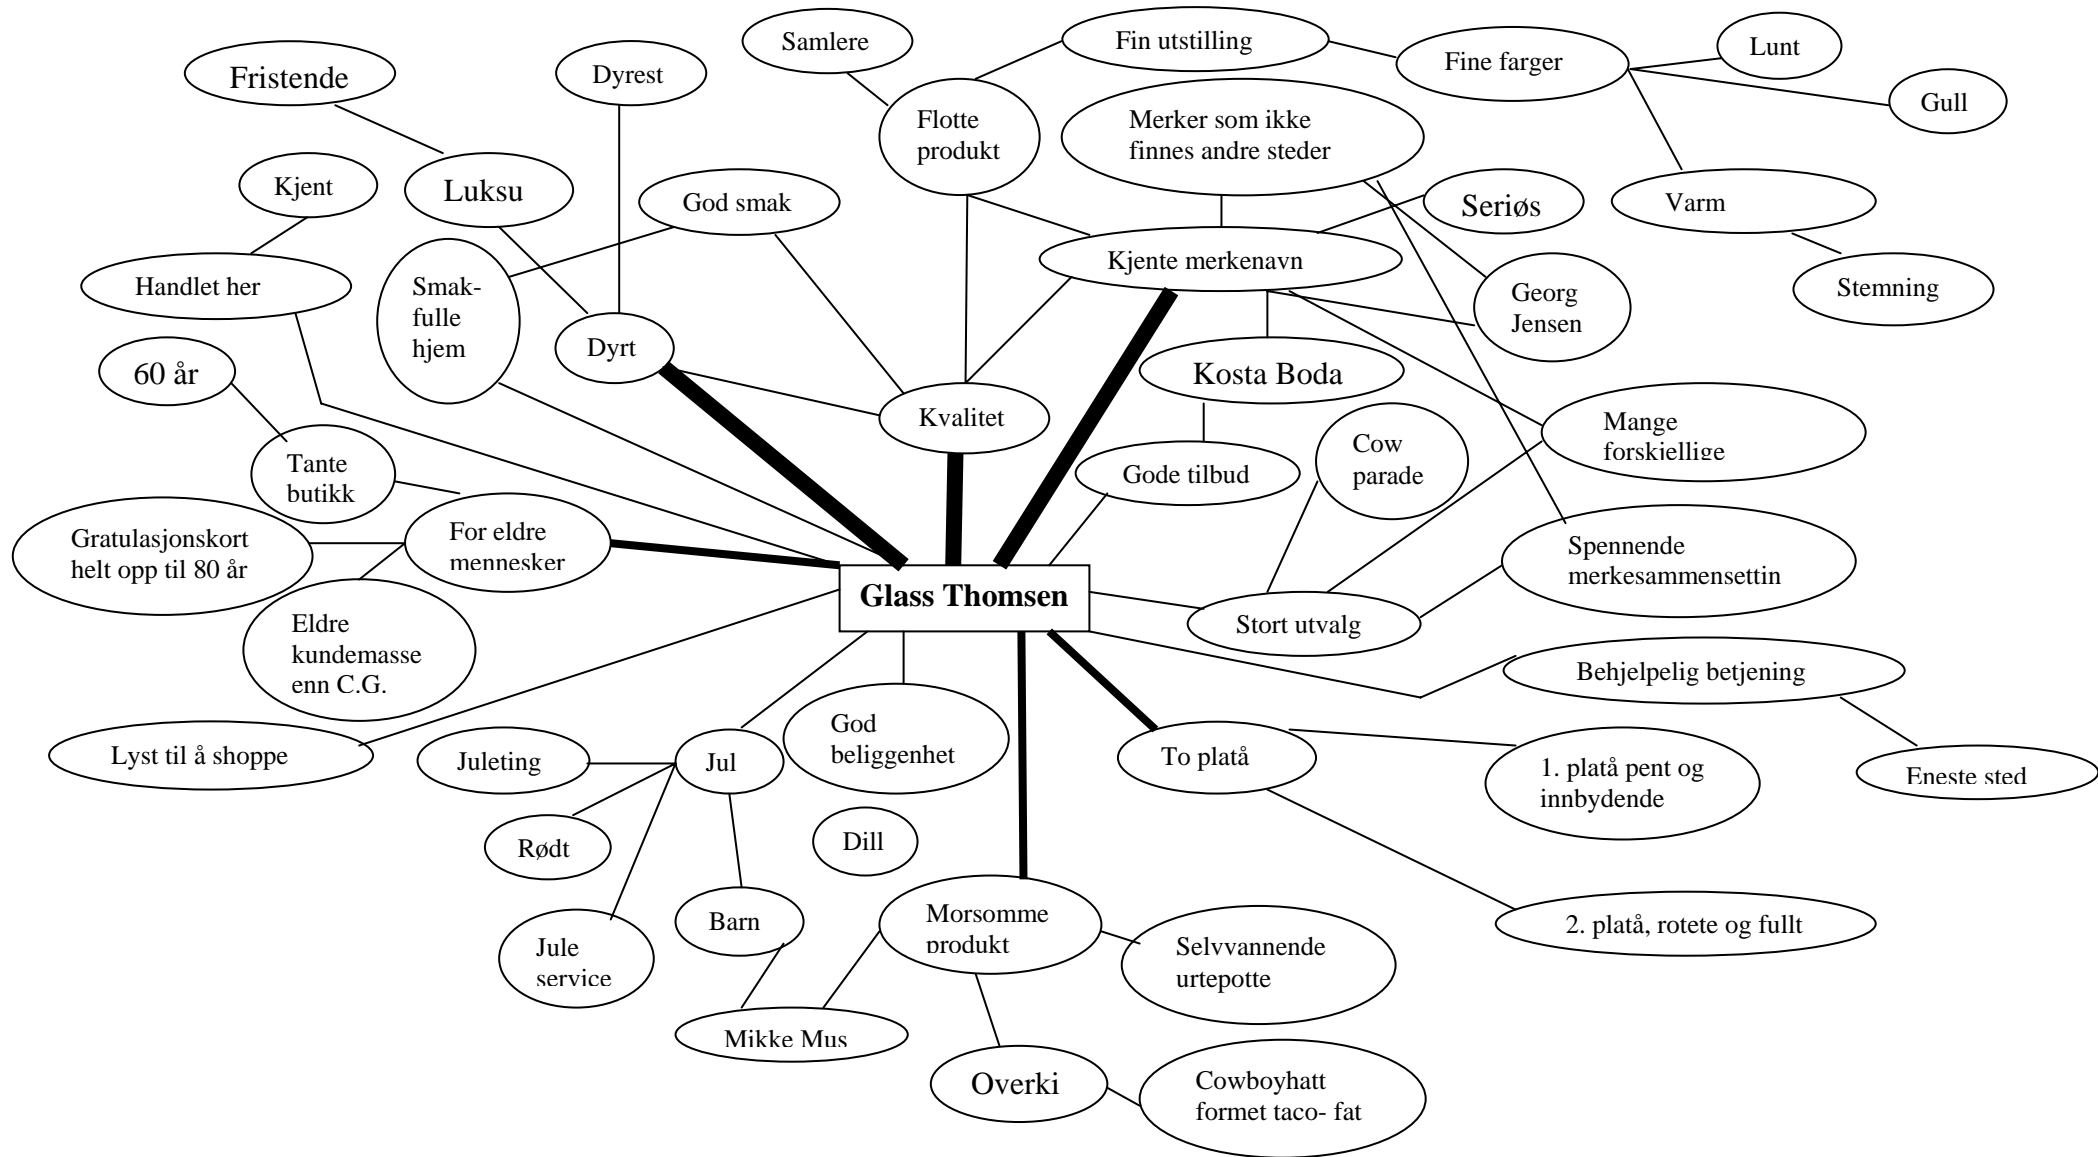 Samlere
Fin utstilling
Fine farger
Lunt
Gull
Fristende
Dyrest
Flotte
produkt
Merker som ikke
finnes andre steder
Kjent
Luksu
God smak
Seriøs
Varm
Handlet her
Smak-
fulle
hjem
Kjente merkenavn
Georg
Jensen
Stemning
Dyrt
60 år
Kosta Boda
Kvalitet
Mange
forskjellige
Tante
butikk
Gode tilbud
Cow
parade
Gratulasjonskort
helt opp til 80 år
For eldre
mennesker
Spennende
merkesammensettin
Glass Thomsen
Stort utvalg
Eldre
kundemasse
enn C.G.
Behjelpelig betjening
Lyst til å shoppe
Juleting
Jul
God
beliggenhet
To platå
1. platå pent og
innbydende
Eneste sted
Rødt
Dill
Barn
Morsomme
produkt
2. platå, rotete og fullt
Jule
service
Selvvannende
urtepotte
Mikke Mus
Overki
Cowboyhatt
formet taco- fat